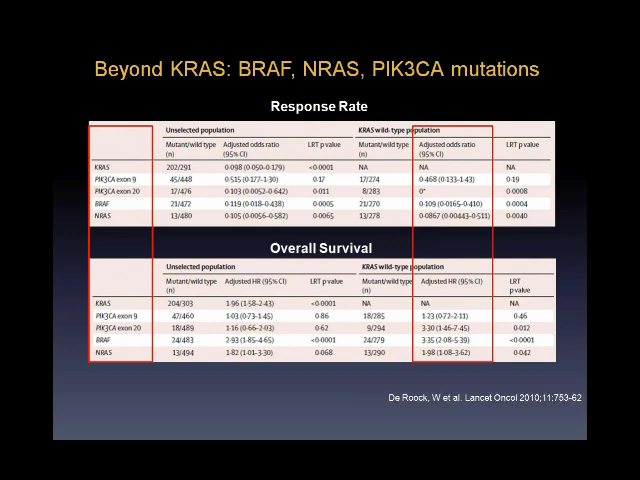 Beyond KRAS: BRAF, NRAS, PIK3CA mutations
Response Rate
Unselected population KRAS wild-type population
Mutant/wild type (n) Adjusted odds ratio (95% CI) LRT p value Mutant/wild type (n) Adjusted odds ratio (95% CI) LRT p value
KRAS 202/291 0·098 (0·050–0·179) <0·0001 NA NA NA
PIK3CA exon 9 45/448 0·515 (0·177–1·30) 0·17 17/274 0·468 (0·133–1·43) 0·19
PIK3CA exon 20 17/476 0·103 (0·0052–0·642) 0·011 8/283 0* 0·0008
BRAF 21/472 0·119 (0·018–0·438) 0·0005 21/270 0·109 (0·0165–0·410) 0·0004
NRAS 13/480 0·105 (0·0056–0·582) 0·0065 13/278 0·0867 (0·00443–0·511) 0·0040
Overall Survival
Unselected population KRAS wild-type population
Mutant/wild type (n) Adjusted HR (95% CI) LRT p value Mutant/wild type (n) Adjusted HR (95% CI) LRT p value
KRAS 204/303 1·96 (1·58–2·43) <0·0001 NA NA NA
PIK3CA exon 9 47/460 1·03 (0·73–1·45) 0·86 18/285 1·23 (0·72–2·11) 0·46
PIK3CA exon 20 18/489 1·16 (0·66–2·03) 0·62 9/294 3·30 (1·46–7·45) 0·012
BRAF 24/483 2·93 (1·85–4·65) <0·0001 24/279 3·35 (2·08–5·39) <0·0001
NRAS 13/494 1·82 (1·01–3·30) 0·068 13/290 1·98 (1·08–3·62) 0·042
De Roock, W et al. Lancet Oncol 2010;11:753-62